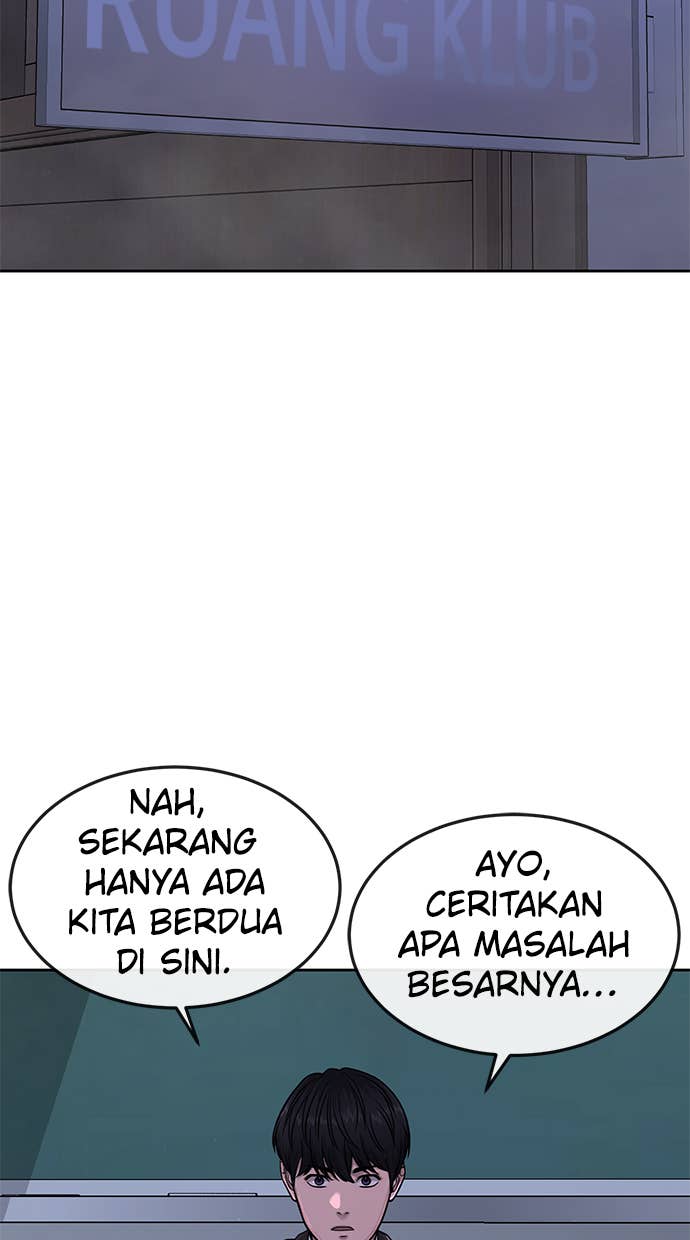 RUANG KLUB
NAH,
SEKARANG
HANYA ADA
KITA BERDUA
DI SINI.
AYO,
CERITAKAN
APA MASALAH
BESARNYA...